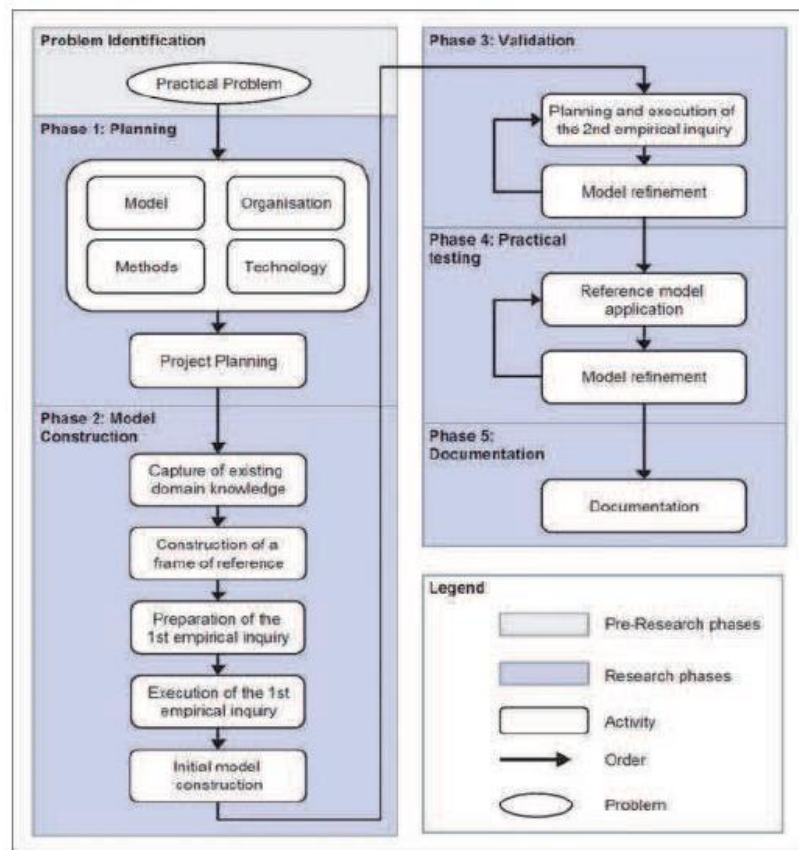 Problem Identification
Practical Problem
Phase 1: Planning
Model
Organisation
Methods
Technology
Project Planning
Phase 2: Model
Construction
Capture of existing
domain knowledge
Construction of a
frame of reference
Preparation of the
1st empirical inquiry
Execution of the 1st
empirical inquiry
Initial model
construction
Phase 3: Validation
Planning and execution of
the 2nd empirical inquiry
Model refinement
Phase 4: Practical
testing
Reference model
application
Model refinement
Phase 5:
Documentation
Documentation
Legend
Pre-Research phases
Research phases
Activity
Order
Problem